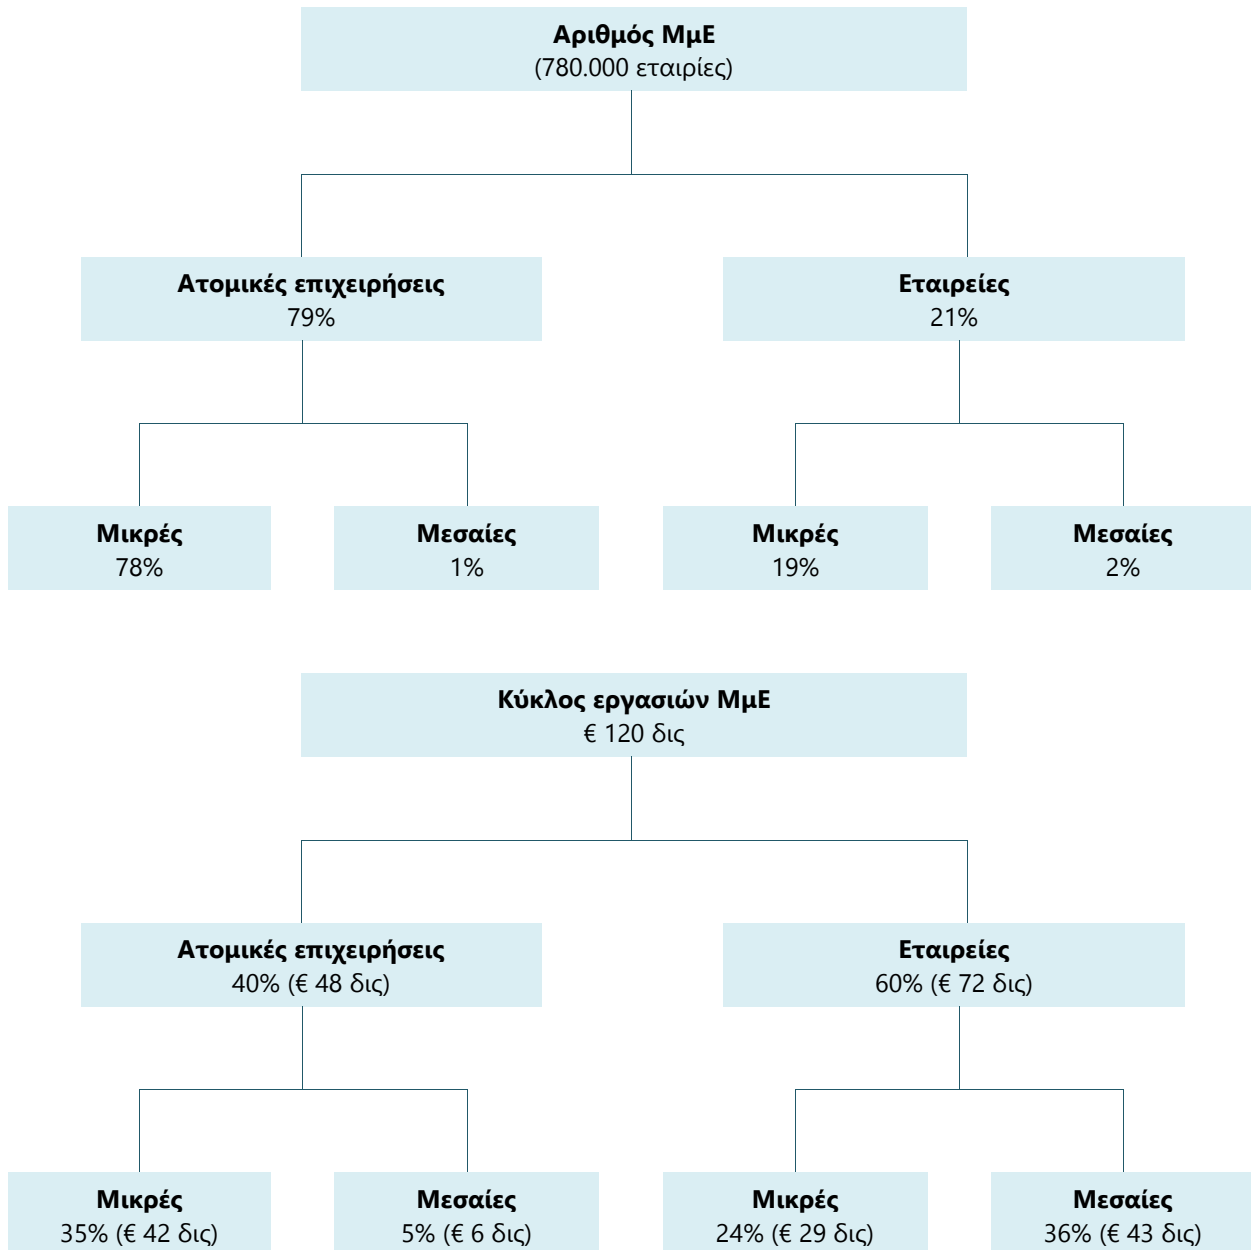 Αριθμός ΜμΕ
(780.000 εταιρίες)
Ατομικές επιχειρήσεις
79%
Εταιρείες
21%
Μικρές
78%
Μεσαίες
1%
Μικρές
19%
Μεσαίες
2%
Κύκλος εργασιών ΜμΕ
€ 120 δις
Ατομικές επιχειρήσεις
40% (€ 48 δις)
Εταιρείες
60% (€ 72 δις)
Μικρές
35% (€ 42 δις)
Μεσαίες
5% (€ 6 δις)
Μικρές
24% (€ 29 δις)
Μεσαίες
36% (€ 43 δις)